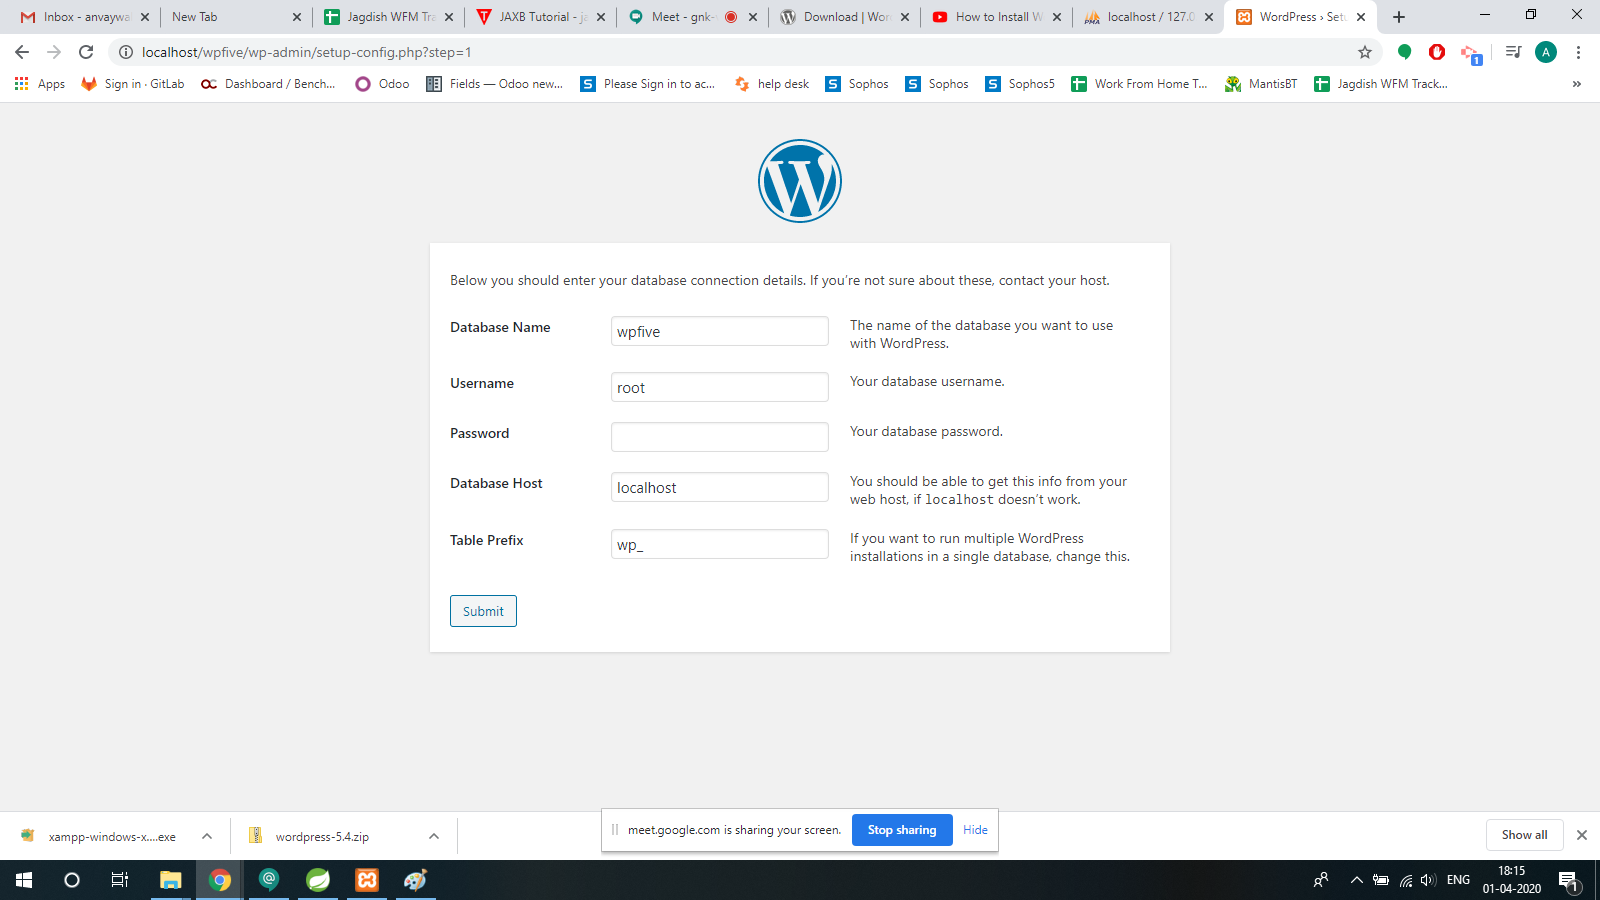 Inbox - anvaywa
New Tab
Jagdish WFM Tra
JAXB Tutorial - ja
Meet - gnk-
Download | Wor
How to Install W
PMA
localhost / 127.0
WordPress › Setu
localhost/wpfive/wp-admin/setup-config.php?step=1
1
A
Apps
Sign in · GitLab
Dashboard / Bench...
Odoo
Fields — Odoo new...
Please Sign in to ac...
help desk
Sophos
Sophos
Sophos5
Work From Home T...
MantisBT
Jagdish WFM Track...
»
Below you should enter your database connection details. If you’re not sure about these, contact your host.
Database Name
wpfive
The name of the database you want to use
with WordPress.
Username
root
Your database username.
Password
Your database password.
Database Host
localhost
You should be able to get this info from your
web host, if localhost doesn’t work.
Table Prefix
wp_
If you want to run multiple WordPress
installations in a single database, change this.
Submit
xampp-windows-x....exe
wordpress-5.4.zip
meet.google.com is sharing your screen.
Stop sharing
Hide
Show all
ENG
18:15
01-04-2020
1